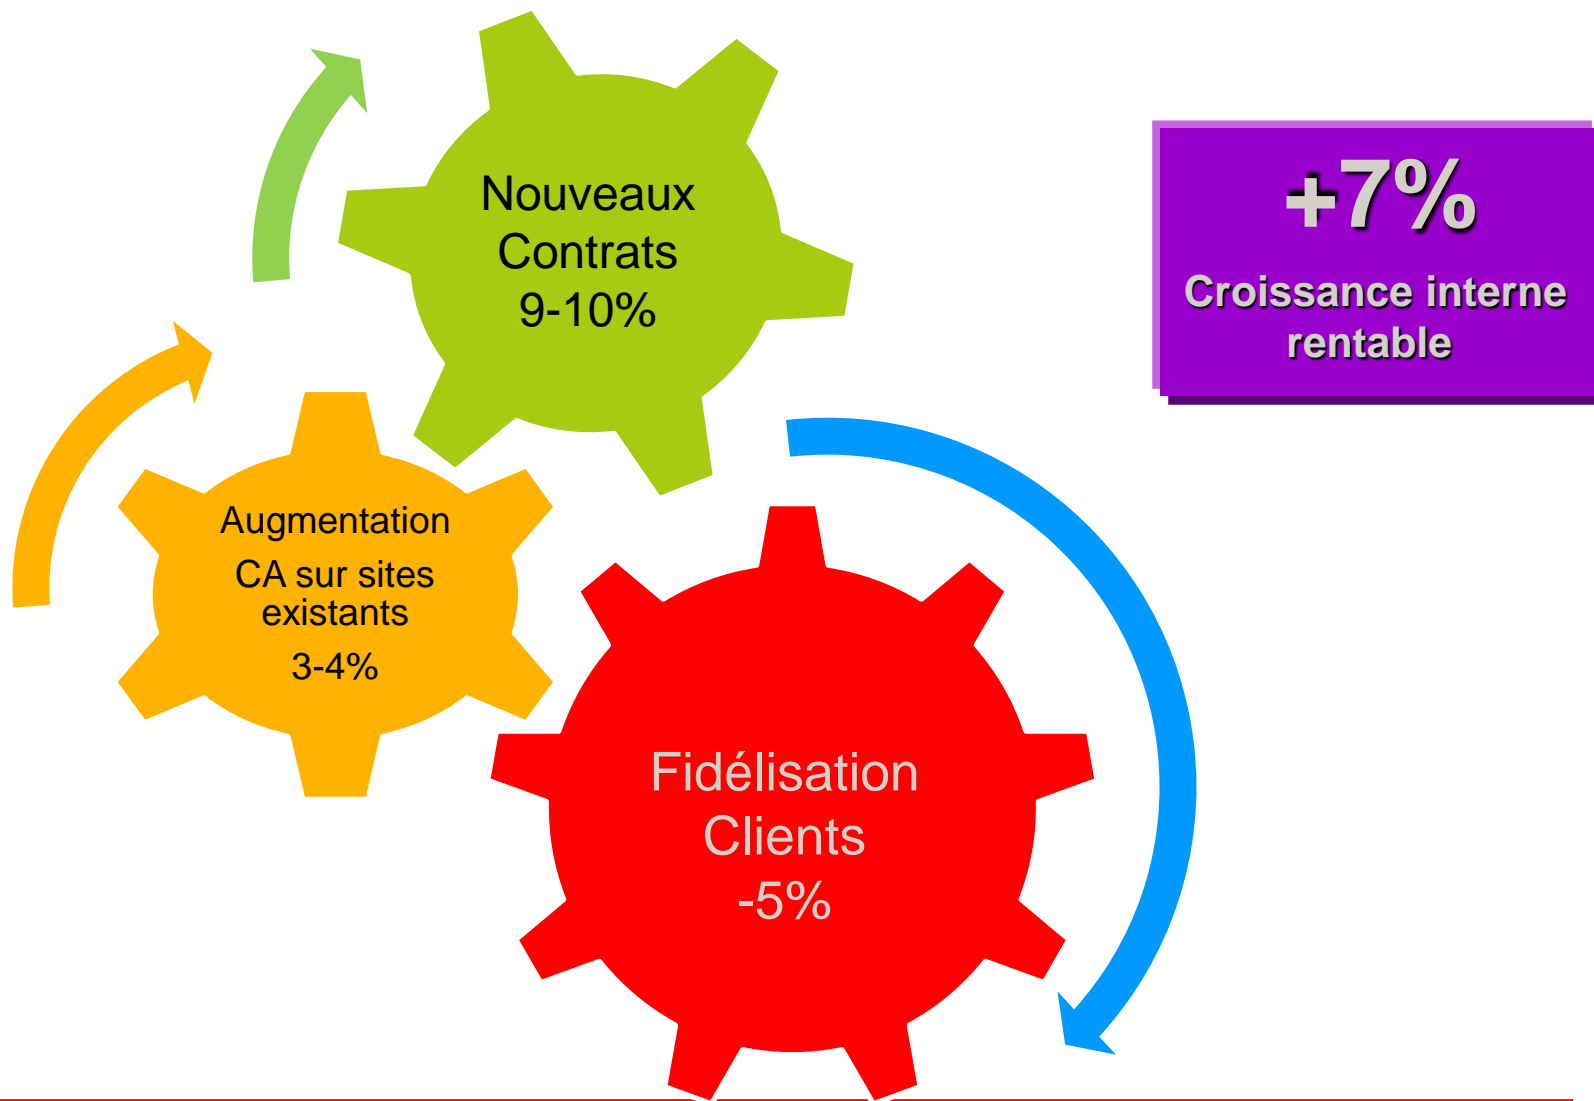 Nouveaux
Contrats
9-10%
+7%
Croissance interne
rentable
Augmentation
CA sur sites
existants
3-4%
Fidélisation
Clients
-5%